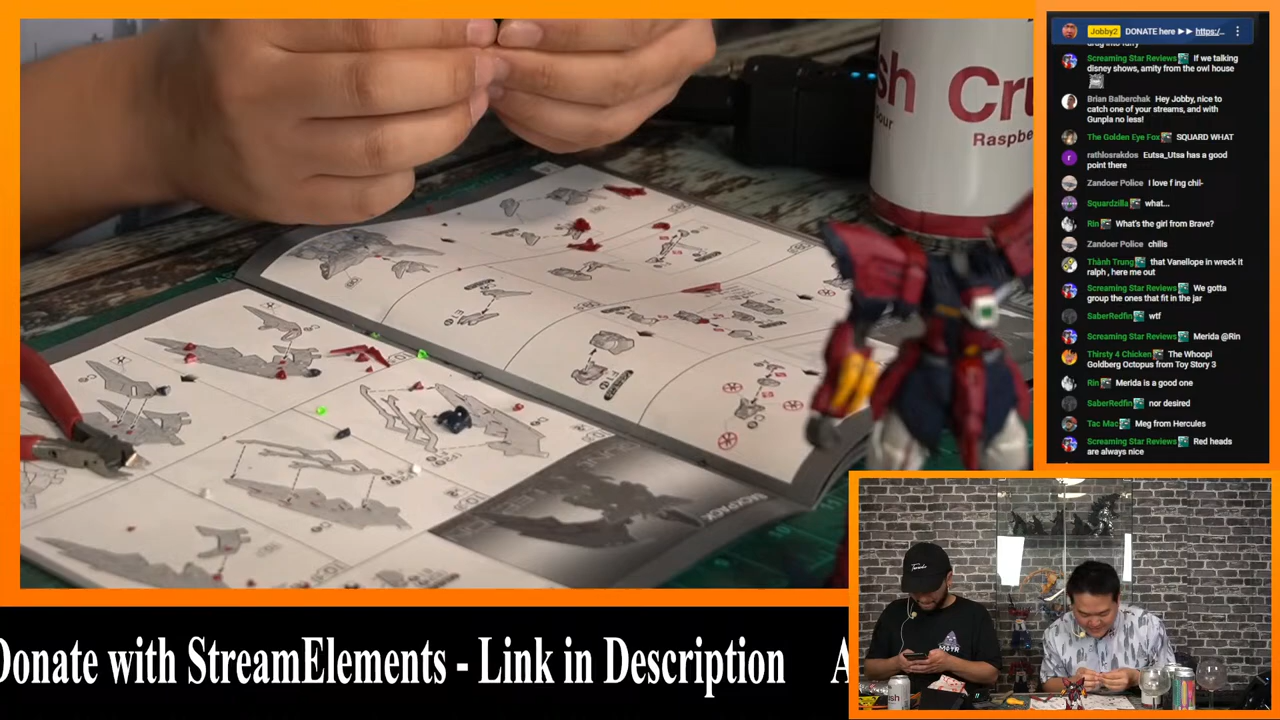 Jobby2 DONATE here ►► https:/...
Screaming Star Reviews If we talking
disney shows, amity from the owl house
Brian Balberchak Hey Jobby, nice to
catch one of your streams, and with
Gunpla no less!
The Golden Eye Fox SQUARD WHAT
rathlosrakdos Eutsa_Utsa has a good
point there
Zandoer Police I love f ing chil-
Squardzilla what...
Rin What's the girl from Brave?
Zandoer Police chilis
Thành Trung that Vanellope in wreck it
ralph , here me out
Screaming Star Reviews We gotta
group the ones that fit in the jar
SaberRedfin wtf
Screaming Star Reviews Merida @Rin
Thirsty 4 Chicken The Whoopi
Goldberg Octopus from Toy Story 3
Rin Merida is a good one
SaberRedfin nor desired
Tac Mac Meg from Hercules
Screaming Star Reviews Red heads
are always nice
sh Cru
our
Raspbe
BACKPACK
Donate with StreamElements - Link in Description A